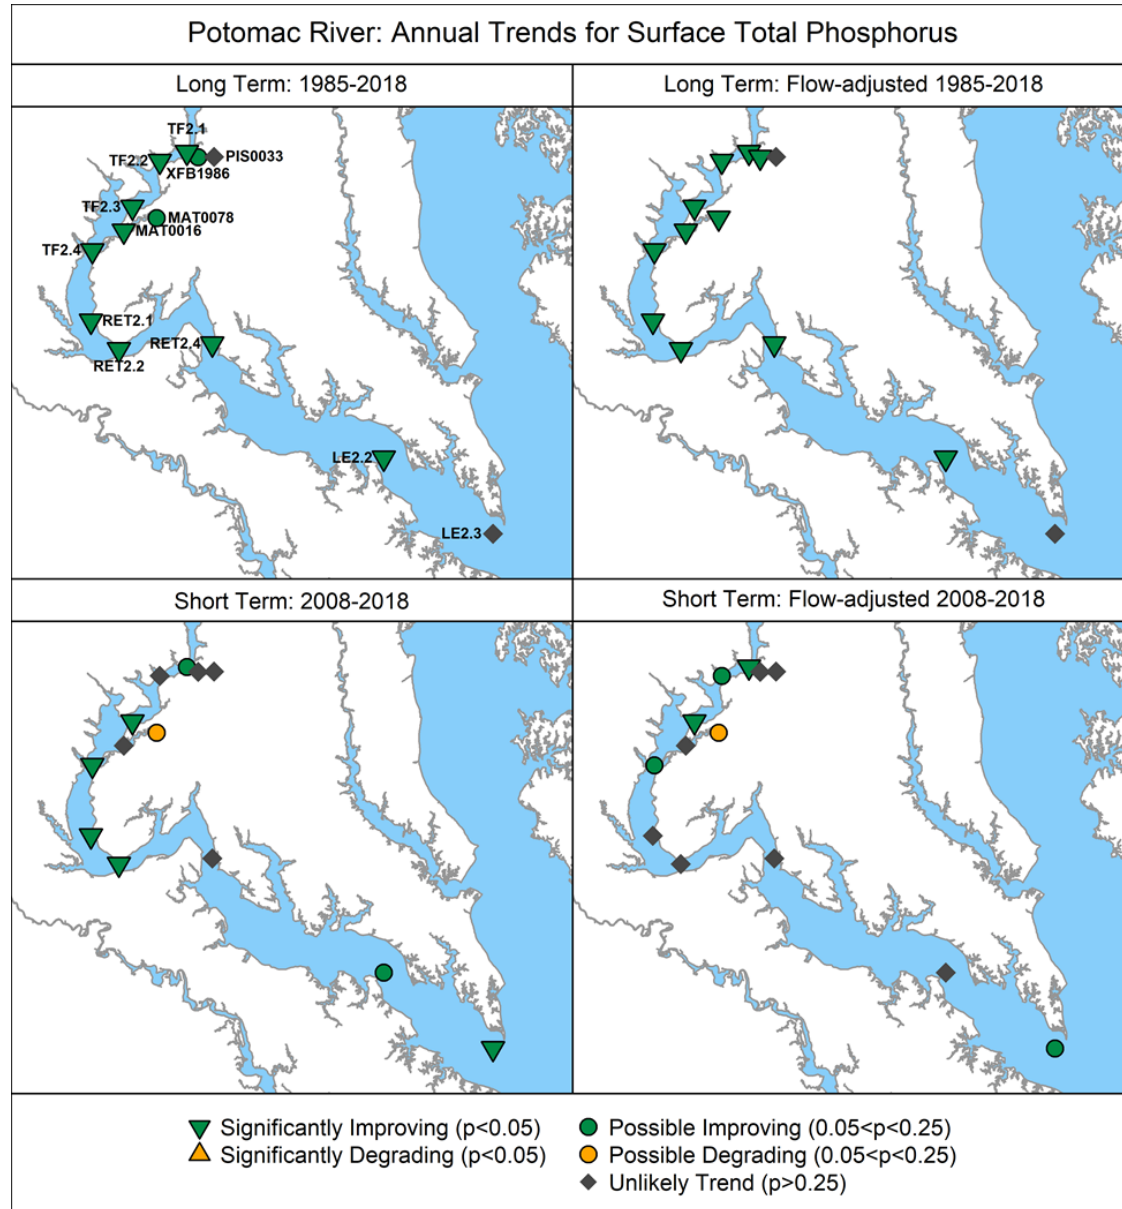 Potomac River: Annual Trends for Surface Total Phosphorus
Long Term: 1985-2018
Long Term: Flow-adjusted 1985-2018
TF2.1
TF2.2
PIS0033
XFB1986
TF2.3
MAT0078
MAT0016
TF2.4
RET2.1
RET2.4
RET2.2
LE2.2
LE2.3
Short Term: 2008-2018
Short Term: Flow-adjusted 2008-2018
Significantly Improving (p<0.05)
Possible Improving (0.05<p<0.25)
Significantly Degrading (p<0.05)
Possible Degrading (0.05<p<0.25)
Unlikely Trend (p>0.25)